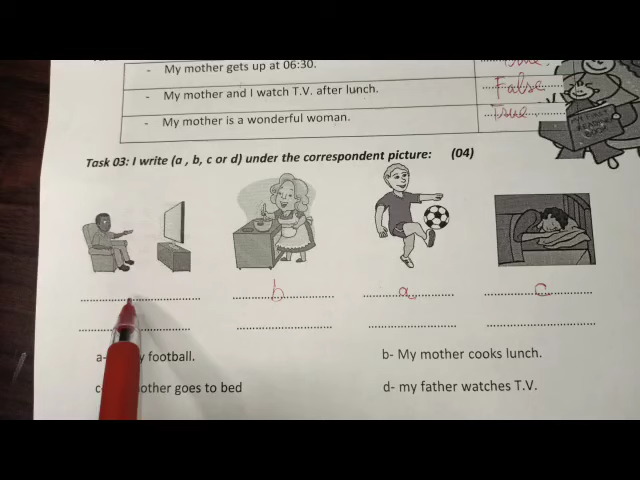 - My mother gets up at 06:30.
True.
- My mother and I watch T.V. after lunch.
False
- My mother is a wonderful woman.
True
Task 03: I write (a , b, c or d) under the correspondent picture: (04)
b a c
a- y football.
b- My mother cooks lunch.
c other goes to bed
d- my father watches T.V.